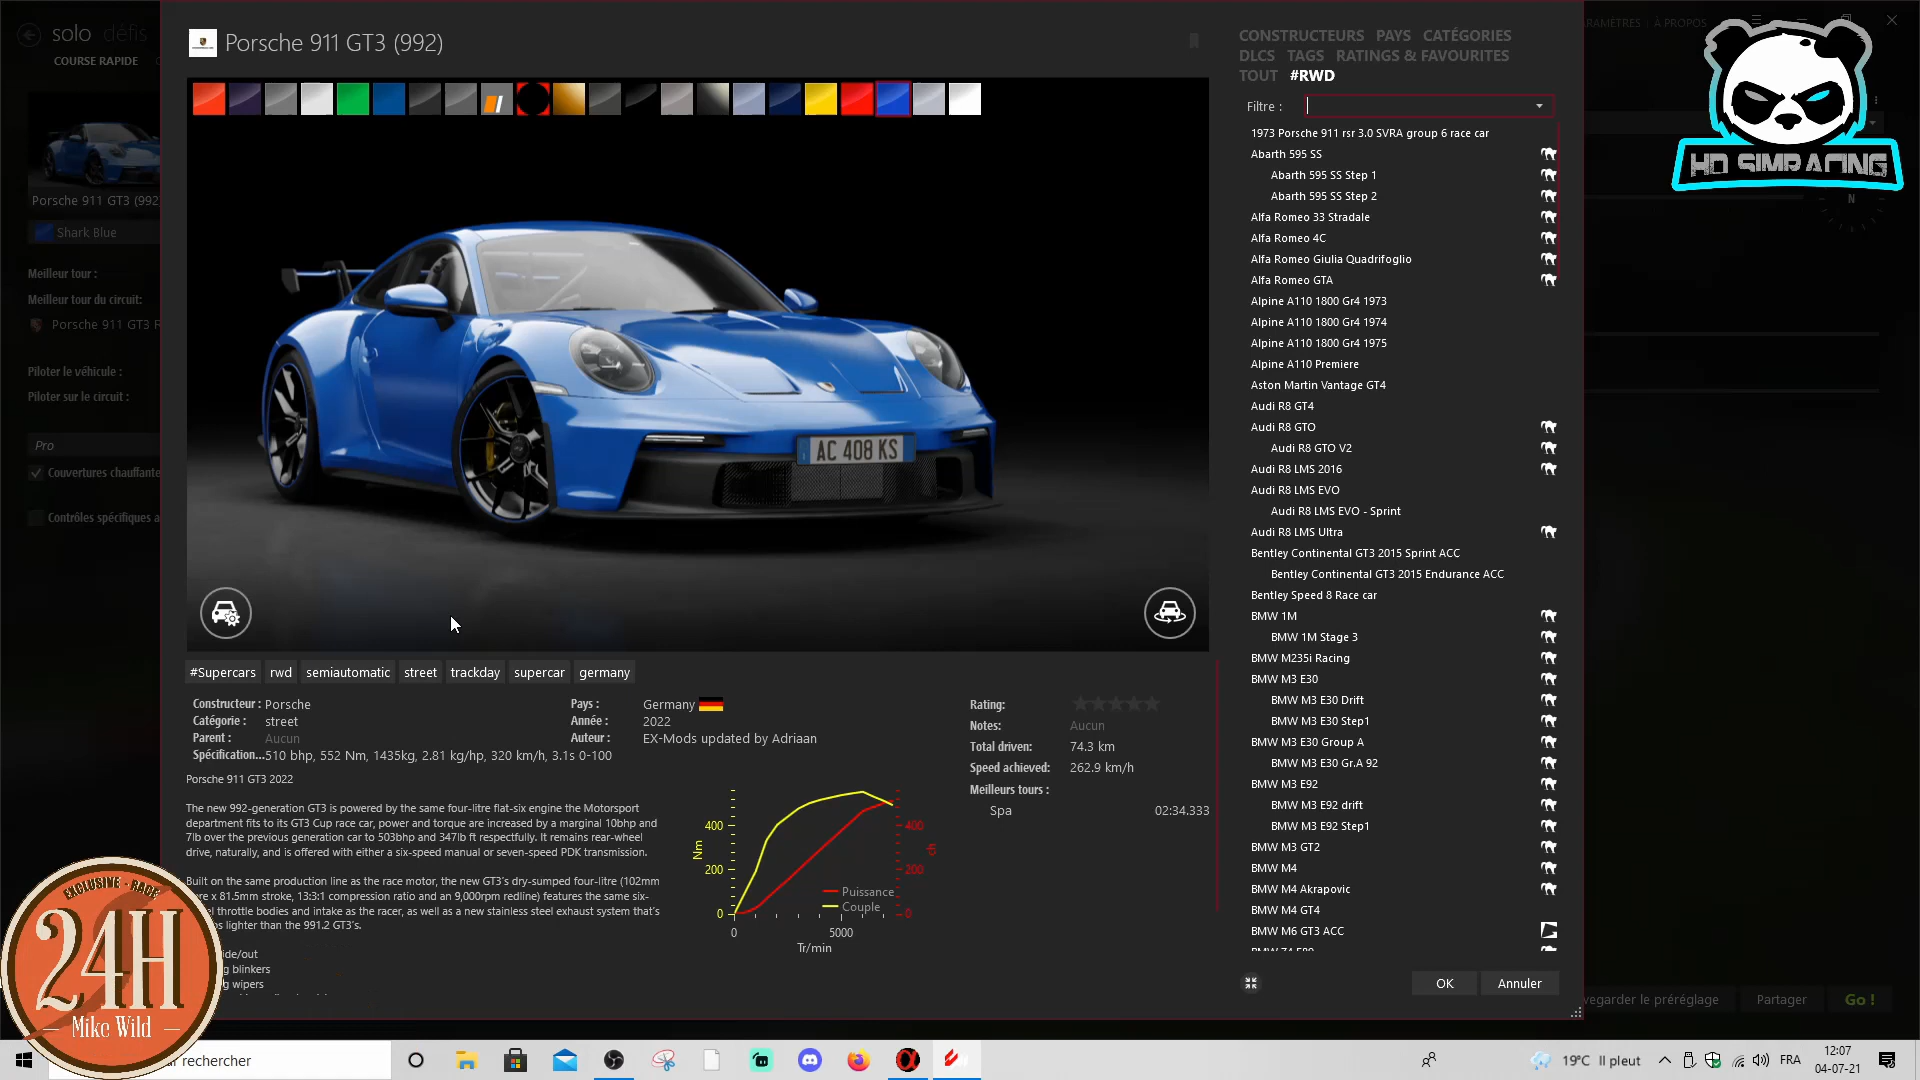 solo défis
COURSE RAPIDE
Porsche 911 GT3 (992)
CONSTRUCTEURS PAYS CATÉGORIES
DLCS TAGS RATINGS & FAVOURITES
TOUT #RWD
Filtre :
ARAMÈTRES À PROPOS
HD SIMRACING
N
Porsche 911 GT3 (992
Shark Blue
Meilleur tour :
Meilleur tour du circuit:
Porsche 911 GT3 R
Piloter le véhicule :
Piloter sur le circuit :
Pro
Couvertures chauffante
Contrôles spécifiques a
AC 408 KS
1973 Porsche 911 rsr 3.0 SVRA group 6 race car
Abarth 595 SS
Abarth 595 SS Step 1
Abarth 595 SS Step 2
Alfa Romeo 33 Stradale
Alfa Romeo 4C
Alfa Romeo Giulia Quadrifoglio
Alfa Romeo GTA
Alpine A110 1800 Gr4 1973
Alpine A110 1800 Gr4 1974
Alpine A110 1800 Gr4 1975
Alpine A110 Premiere
Aston Martin Vantage GT4
Audi R8 GT4
Audi R8 GTO
Audi R8 GTO V2
Audi R8 LMS 2016
Audi R8 LMS EVO
Audi R8 LMS EVO - Sprint
Audi R8 LMS Ultra
Bentley Continental GT3 2015 Sprint ACC
Bentley Continental GT3 2015 Endurance ACC
Bentley Speed 8 Race car
BMW 1M
BMW 1M Stage 3
BMW M235i Racing
BMW M3 E30
BMW M3 E30 Drift
BMW M3 E30 Step1
BMW M3 E30 Group A
BMW M3 E30 Gr.A 92
BMW M3 E92
BMW M3 E92 drift
BMW M3 E92 Step1
BMW M3 GT2
BMW M4
BMW M4 Akrapovic
BMW M4 GT4
BMW M6 GT3 ACC
BMW Z4 E89
OK Annuler
#Supercars rwd semiautomatic street trackday supercar germany
Constructeur : Porsche
Catégorie : street
Parent : Aucun
Spécification... 510 bhp, 552 Nm, 1435kg, 2.81 kg/hp, 320 km/h, 3.1s 0-100
Pays : Germany
Année : 2022
Auteur : EX-Mods updated by Adriaan
Rating:
Notes: Aucun
Total driven: 74.3 km
Speed achieved: 262.9 km/h
Meilleurs tours :
Spa 02:34.333
Porsche 911 GT3 2022
The new 992-generation GT3 is powered by the same four-litre flat-six engine the Motorsport
department fits to its GT3 Cup race car, power and torque are increased by a marginal 10bhp and
7lb over the previous generation car to 503bhp and 347lb ft respectfully. It remains rear-wheel
drive, naturally, and is offered with either a six-speed manual or seven-speed PDK transmission.
Built on the same production line as the race motor, the new GT3's dry-sumped four-litre (102mm
re x 81.5mm stroke, 13:3:1 compression ratio and an 9,000rpm redline) features the same six-
el throttle bodies and intake as the racer, as well as a new stainless steel exhaust system that's
os lighter than the 991.2 GT3's.
ide/out
g blinkers
g wipers
Nm
400
200
0
400
200
0
ch
Puissance
Couple
0 5000
Tr/min
vegarder le préréglage Partager Go !
EXCLUSIVE - RACE
24H
Mike Wild
ur rechercher
19°C Il pleut FRA
12:07
04-07-21